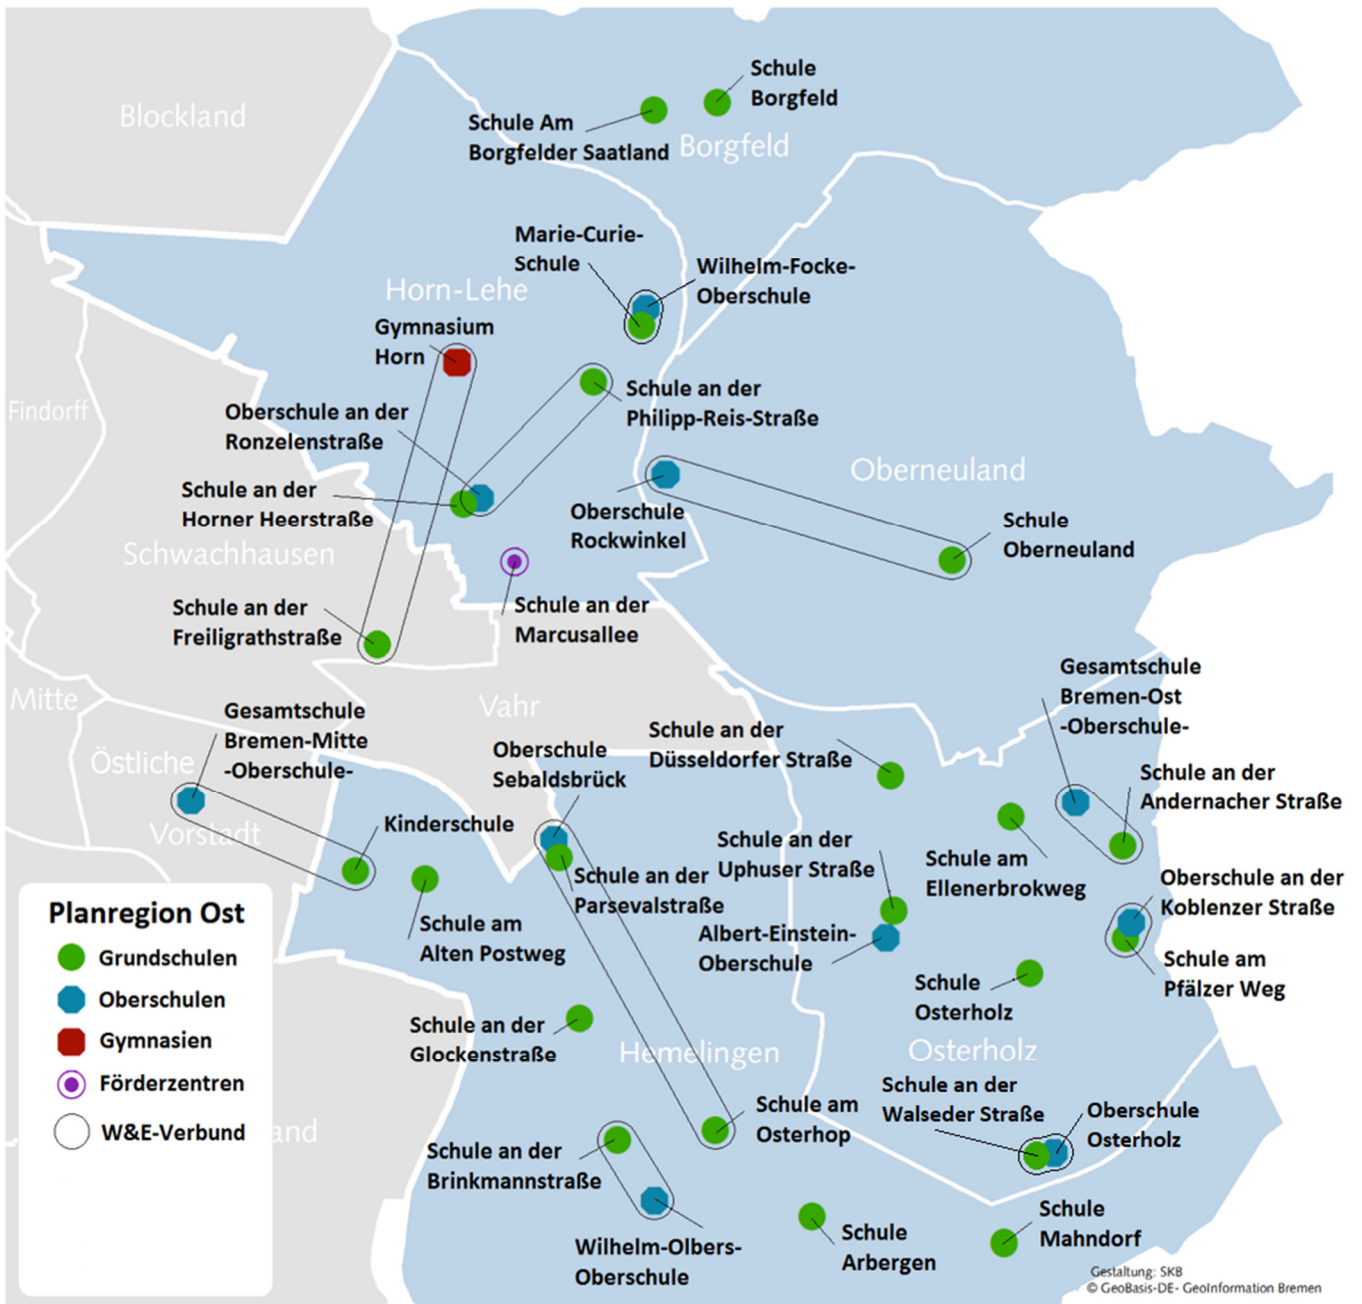 Schule
Borgfeld
Blockland
Schule Am
Borgfelder Saatland
Borgfeld
Marie-Curie-
Schule
Wilhelm-Focke-
Oberschule
Horn-Lehe
Gymnasium
Horn
Schule an der
Philipp-Reis-Straße
Findorff
Oberschule an der
Ronzelenstraße
Oberneuland
Schule an der
Horner Heerstraße
Oberschule
Rockwinkel
Schule
Oberneuland
Schwachhausen
Schule an der
Freiligrathstraße
Schule an der
Marcusallee
Gesamtschule
Bremen-Ost
-Oberschule-
Mitte
Vahr
Gesamtschule
Bremen-Mitte
-Oberschule-
Schule an der
Düsseldorfer Straße
Oberschule
Sebaldsbrück
Östliche
Vorstadt
Schule an der
Andernacher Straße
Kinderschule
Schule an der
Uphuser Straße
Schule am
Ellenerbrokweg
Schule an der
Parsevalstraße
Oberschule an der
Koblenzer Straße
Schule am
Alten Postweg
Albert-Einstein-
Oberschule
Schule am
Pfälzer Weg
Schule
Osterholz
Schule an der
Glockenstraße
Hemelingen
Osterholz
Schule an der
Walseder Straße
Schule am
Osterhop
Oberschule
Osterholz
Schule an der
Brinkmannstraße
Schule
Mahndorf
Schule
Arbergen
Wilhelm-Olbers-
Oberschule
Planregion Ost
Grundschulen
Oberschulen
Gymnasien
Förderzentren
W&E-Verbund
and
Gestaltung: SKB
© GeoBasis-DE- GeoInformation Bremen